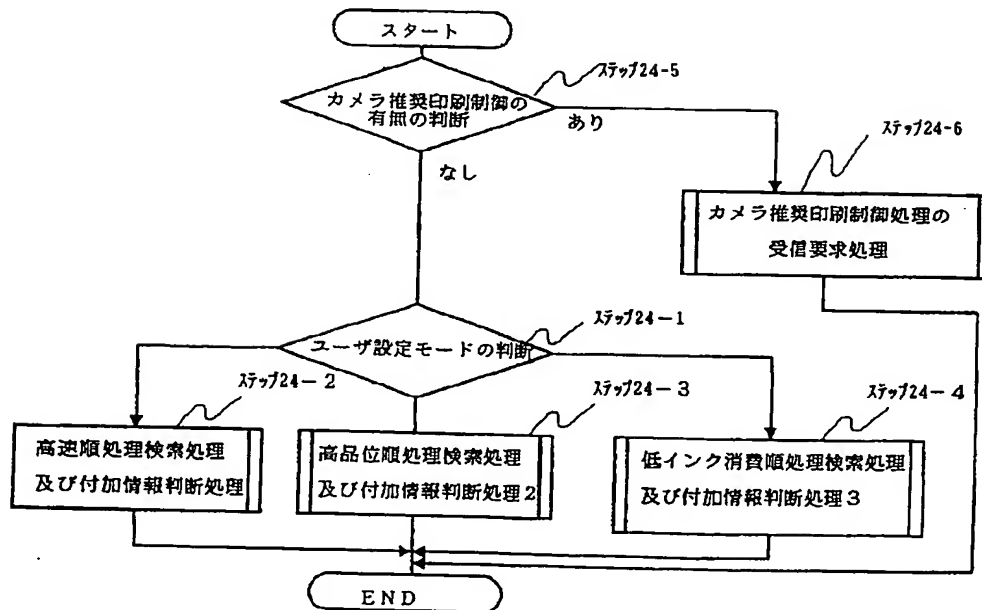 スタート
ステップ24-5
カメラ推奨印刷制御の
有無の判断
あり
なし
ステップ24-6
カメラ推奨印刷制御処理の
受信要求処理
ステップ24-1
ユーザ設定モードの判断
ステップ24-2
ステップ24-3
ステップ24-4
高速順処理検索処理
及び付加情報判断処理
高品位順処理検索処理
及び付加情報判断処理2
低インク消費順処理検索処理
及び付加情報判断処理3
END